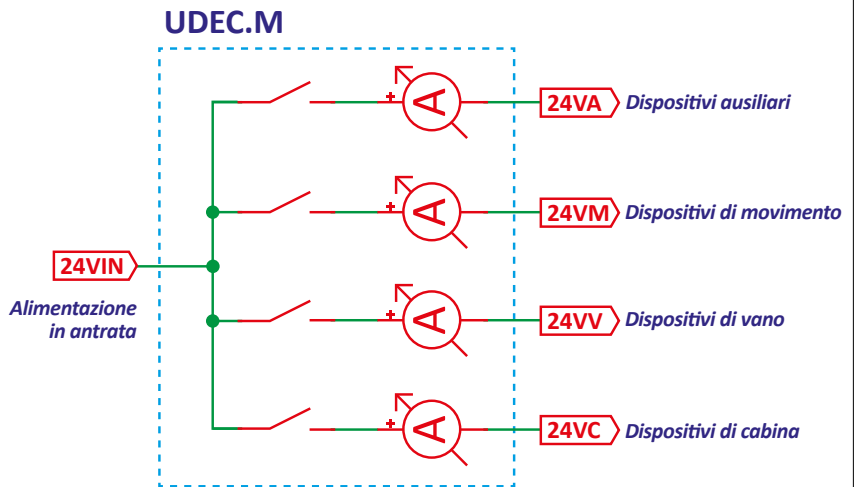 UDEC.M
A
24VA
Dispositivi ausiliari
A
24VM
Dispositivi di movimento
24VIN
Alimentazione
in antrata
A
24VV
Dispositivi di vano
A
24VC
Dispositivi di cabina